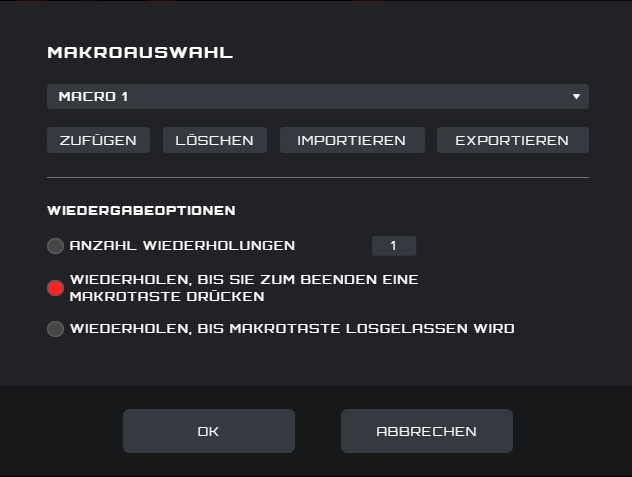 MAKROAUSWAHL
MACRO 1
ZUFÜGEN LÖSCHEN IMPORTIEREN EXPORTIEREN
WIEDERGABEOPTIONEN
ANZAHL WIEDERHOLUNGEN 1
WIEDERHOLEN, BIS SIE ZUM BEENDEN EINE
MAKROTASTE DRÜCKEN
WIEDERHOLEN, BIS MAKROTASTE LOSGELASSEN WIRD
OK ABBRECHEN